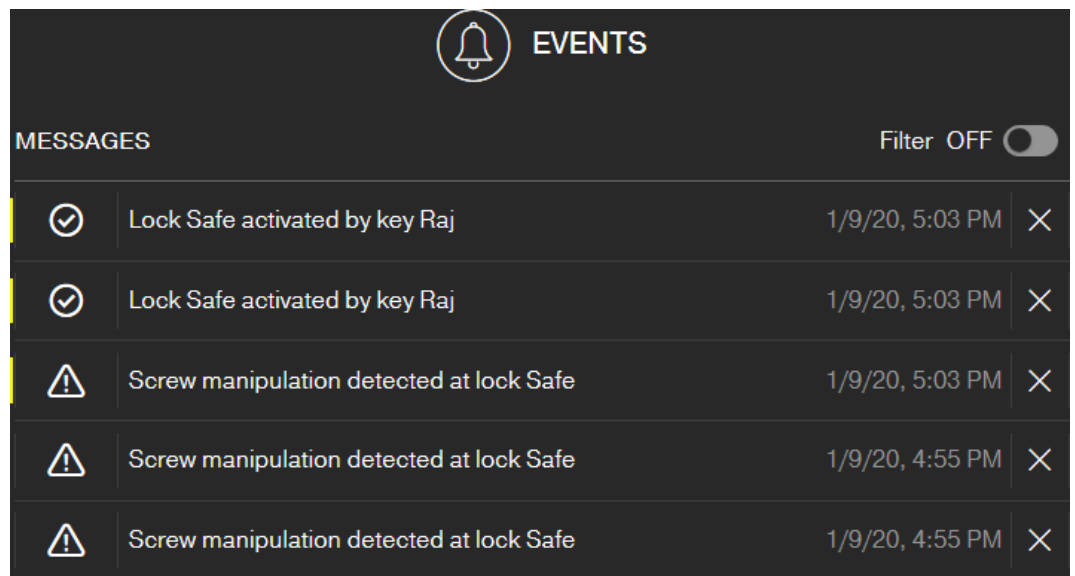 EVENTS
MESSAGES Filter OFF
Lock Safe activated by key Raj 1/9/20, 5:03 PM
Lock Safe activated by key Raj 1/9/20, 5:03 PM
Screw manipulation detected at lock Safe 1/9/20, 5:03 PM
Screw manipulation detected at lock Safe 1/9/20, 4:55 PM
Screw manipulation detected at lock Safe 1/9/20, 4:55 PM